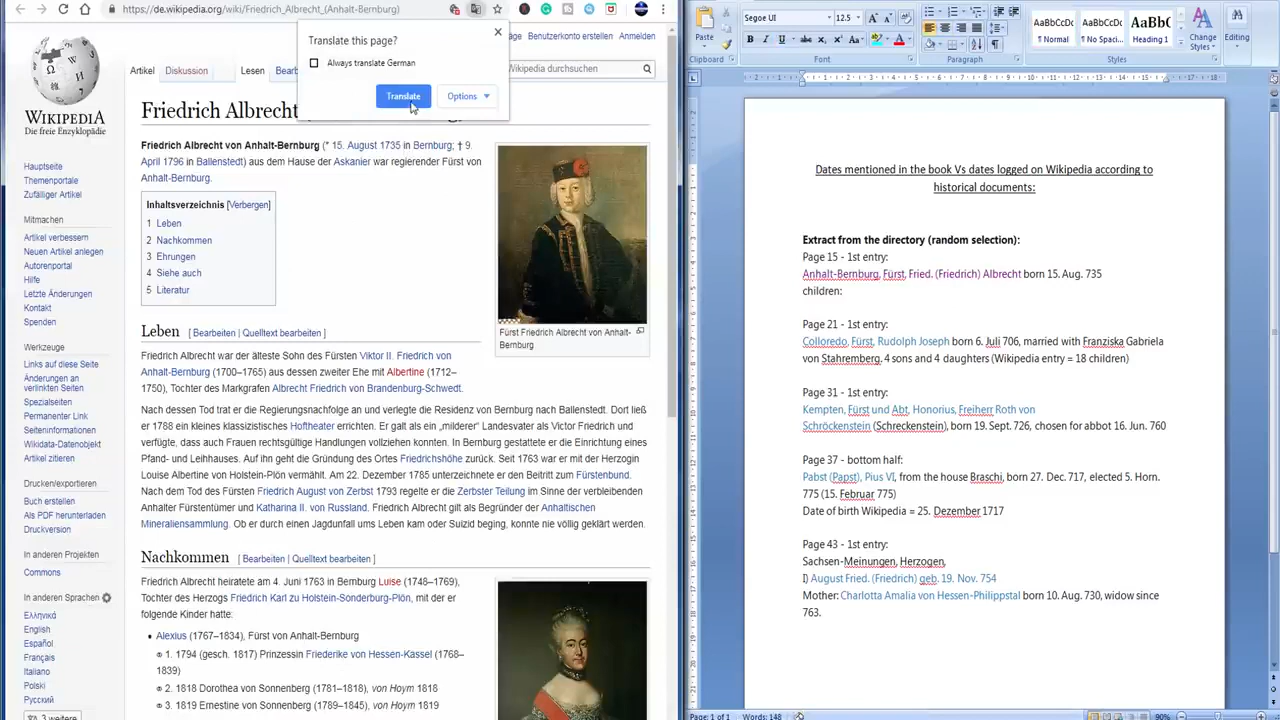 https://de.wikipedia.org/wiki/Friedrich_Albrecht_(Anhalt-Bernburg)
Translate this page?
Always translate German
Translate
Options
Benutzerkonto erstellen
Anmelden
WIKIPEDIA
Die freie Enzyklopädie
Artikel
Diskussion
Lesen
Wikipedia durchsuchen
Friedrich Albrecht
Hauptseite
Themenportale
Zufälliger Artikel
Mitmachen
Artikel verbessern
Neuen Artikel anlegen
Autorenportal
Hilfe
Letzte Änderungen
Kontakt
Spenden
Werkzeuge
Links auf diese Seite
Änderungen an
verlinkten Seiten
Spezialseiten
Permanenter Link
Seiteninformationen
Wikidata-Datenobjekt
Artikel zitieren
Drucken/exportieren
Buch erstellen
Als PDF herunterladen
Druckversion
In anderen Projekten
Commons
In anderen Sprachen
Ελληνικά
English
Español
Français
Italiano
Polski
Русский
3 weitere
Friedrich Albrecht von Anhalt-Bernburg (* 15. August 1735 in Bernburg; † 9.
April 1796 in Ballenstedt) aus dem Hause der Askanier war regierender Fürst von
Anhalt-Bernburg.
Inhaltsverzeichnis [Verbergen]
1 Leben
2 Nachkommen
3 Ehrungen
4 Siehe auch
5 Literatur
Fürst Friedrich Albrecht von Anhalt-
Bernburg
Leben [ Bearbeiten | Quelltext bearbeiten ]
Friedrich Albrecht war der älteste Sohn des Fürsten Viktor II. Friedrich von
Anhalt-Bernburg (1700–1765) aus dessen zweiter Ehe mit Albertine (1712–
1750), Tochter des Markgrafen Albrecht Friedrich von Brandenburg-Schwedt.
Nach dessen Tod trat er die Regierungsnachfolge an und verlegte die Residenz von Bernburg nach Ballenstedt. Dort ließ
er 1788 ein kleines klassizistisches Hoftheater errichten. Er galt als ein „milderer“ Landesvater als Victor Friedrich und
verfügte, dass auch Frauen rechtsgültige Handlungen vollziehen konnten. In Bernburg gestattete er die Einrichtung eines
Pfand- und Leihhauses. Auf ihn geht die Gründung des Ortes Friedrichshöhe zurück. Seit 1763 war er mit der Herzogin
Louise Albertine von Holstein-Plön vermählt. Am 22. Dezember 1785 unterzeichnete er den Beitritt zum Fürstenbund.
Nach dem Tod des Fürsten Friedrich August von Zerbst 1793 regelte er die Zerbster Teilung im Sinne der verbleibenden
Anhalter Fürstentümer und Katharina II. von Russland. Friedrich Albrecht gilt als Begründer der Anhaltischen
Mineraliensammlung. Ob er durch einen Jagdunfall ums Leben kam oder Suizid beging, konnte nie völlig geklärt werden.
Nachkommen [ Bearbeiten | Quelltext bearbeiten ]
Friedrich Albrecht heiratete am 4. Juni 1763 in Bernburg Luise (1748–1769),
Tochter des Herzogs Friedrich Karl zu Holstein-Sonderburg-Plön, mit der er
folgende Kinder hatte:
Alexius (1767–1834), Fürst von Anhalt-Bernburg
1. 1794 (gesch. 1817) Prinzessin Friederike von Hessen-Kassel (1768–
1839)
2. 1818 Dorothea von Sonnenberg (1781–1818), von Hoym 1818
3. 1819 Ernestine von Sonnenberg (1789–1845), von Hoym 1819
Segoe UI
12.5
Paste
Clipboard
Font
Paragraph
AaBbCcDc
¶ Normal
AaBbCcDc
¶ No Spaci...
AaBbC
Heading 1
Change
Styles
Styles
Editing
Dates mentioned in the book Vs dates logged on Wikipedia according to
historical documents:
Extract from the directory (random selection):
Page 15 - 1st entry:
Anhalt-Bernburg, Fürst, Fried. (Friedrich) Albrecht born 15. Aug. 735
children:
Page 21 - 1st entry:
Colloredo, Fürst, Rudolph Joseph born 6. Juli 706, married with Franziska Gabriela
von Stahremberg, 4 sons and 4 daughters (Wikipedia entry = 18 children)
Page 31 - 1st entry:
Kempten, Fürst und Abt, Honorius, Freiherr Roth von
Schröckenstein (Schreckenstein), born 19. Sept. 726, chosen for abbot 16. Jun. 760
Page 37 - bottom half:
Pabst (Papst), Pius VI, from the house Braschi, born 27. Dec. 717, elected 5. Horn.
775 (15. Februar 775)
Date of birth Wikipedia = 25. Dezember 1717
Page 43 - 1st entry:
Sachsen-Meinungen, Herzogen,
I) August Fried. (Friedrich) geb. 19. Nov. 754
Mother: Charlotta Amalia von Hessen-Philippstal born 10. Aug. 730, widow since
763.
Page: 1 of 1
Words: 148
90%